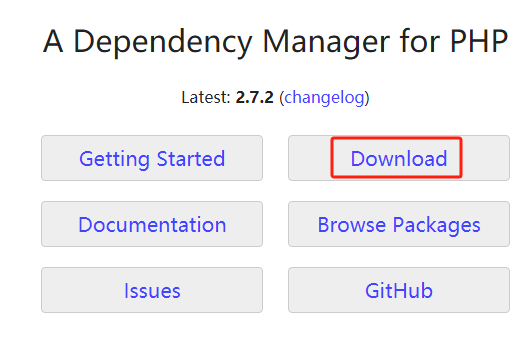 A Dependency Manager for PHP
Latest: 2.7.2 (changelog)
Getting Started
Download
Documentation
Browse Packages
Issues
GitHub